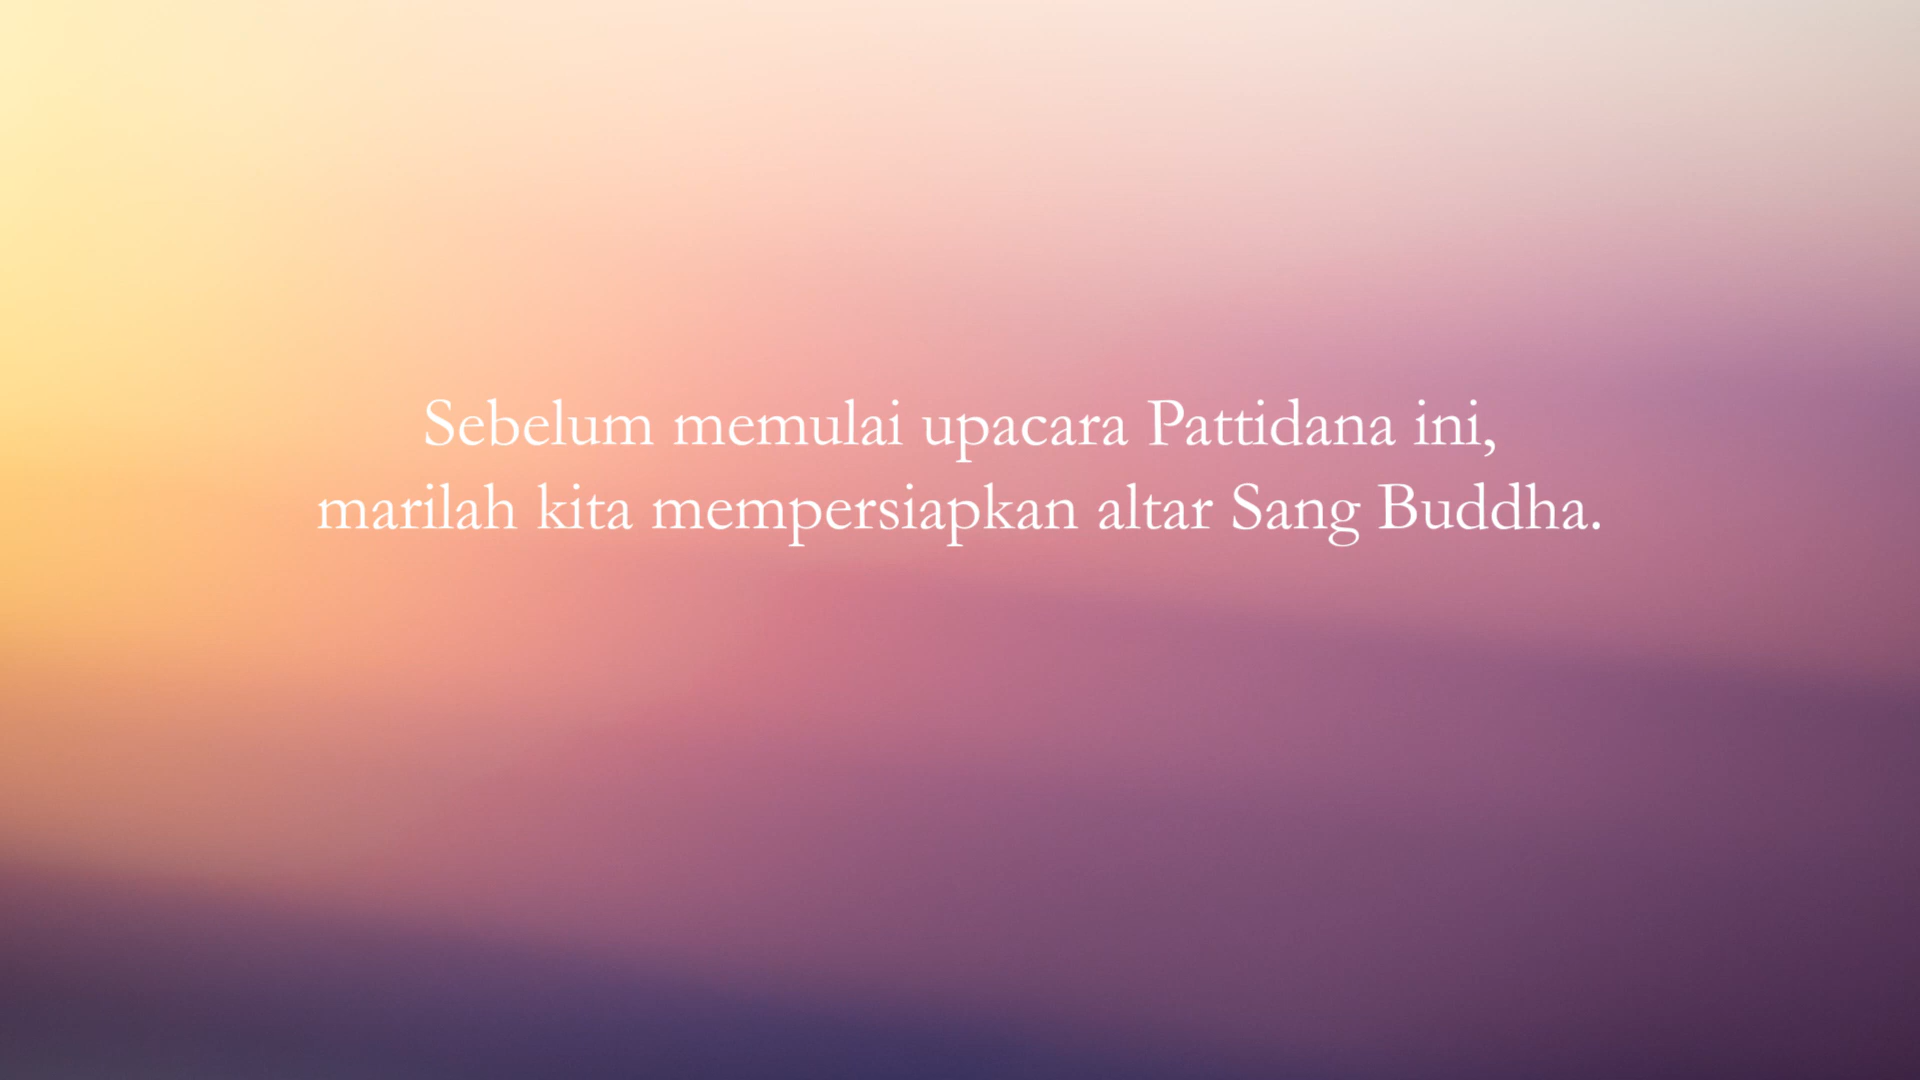 Sebelum memulai upacara Pattidana ini,
marilah kita mempersiapkan altar Sang Buddha.